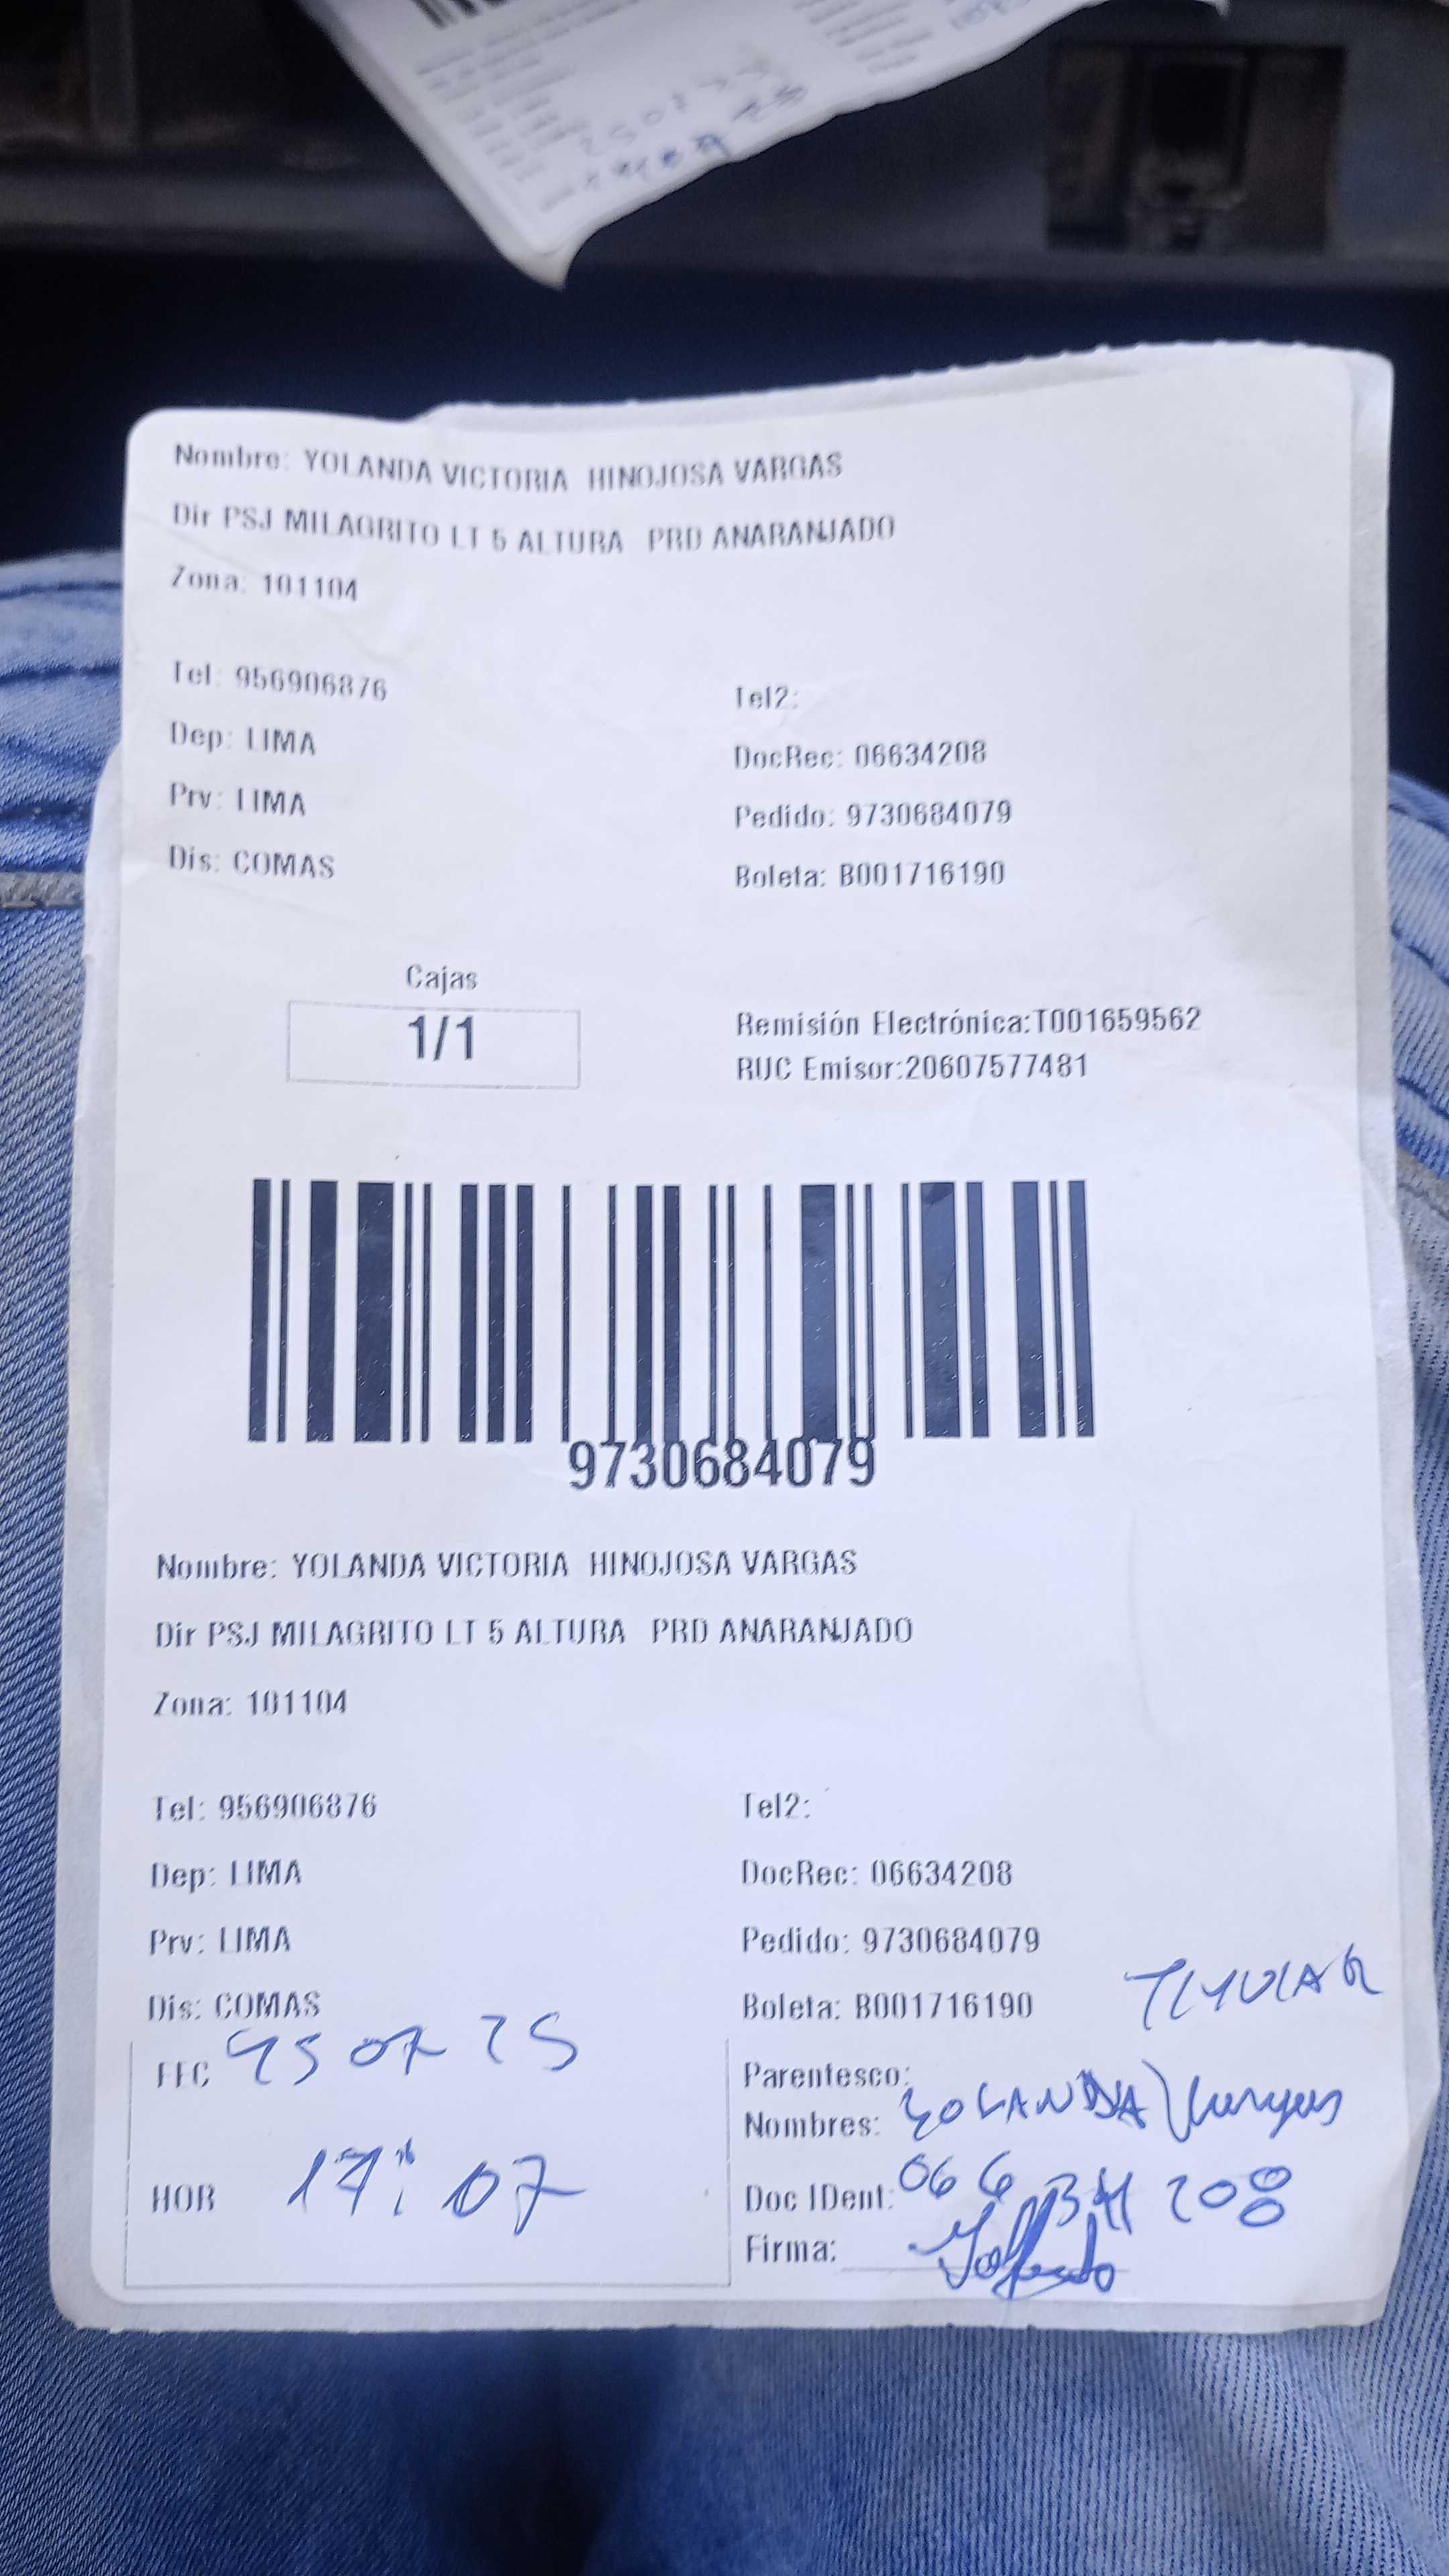 Nombre: YOLANDA VICTORIA HINOJOSA VARGAS
Dir PSJ MILAGRITO LT 5 ALTURA PRD ANARANJADO
Zona: 101104
Tel: 956906876
Tel2:
Dep: LIMA
DocRec: 06634208
Prv: LIMA
Pedido: 9730684079
Dis: COMAS
Boleta: B001716190
Cajas
1/1
Remisión Electrónica:T001659562
RUC Emisor:20607577481
9730684079
Nombre: YOLANDA VICTORIA HINOJOSA VARGAS
Dir PSJ MILAGRITO LT 5 ALTURA PRD ANARANJADO
Zona: 101104
Tel: 956906876
Tel2:
Dep: LIMA
DocRec: 06634208
Prv: LIMA
Pedido: 9730684079
Dis: COMAS
Boleta: B001716190
TITULAR
FEC 25 07 25
Parentesco:
Nombres: YOLANDA Vargas
HOR 17:07
Doc IDent: 06634208
Firma: